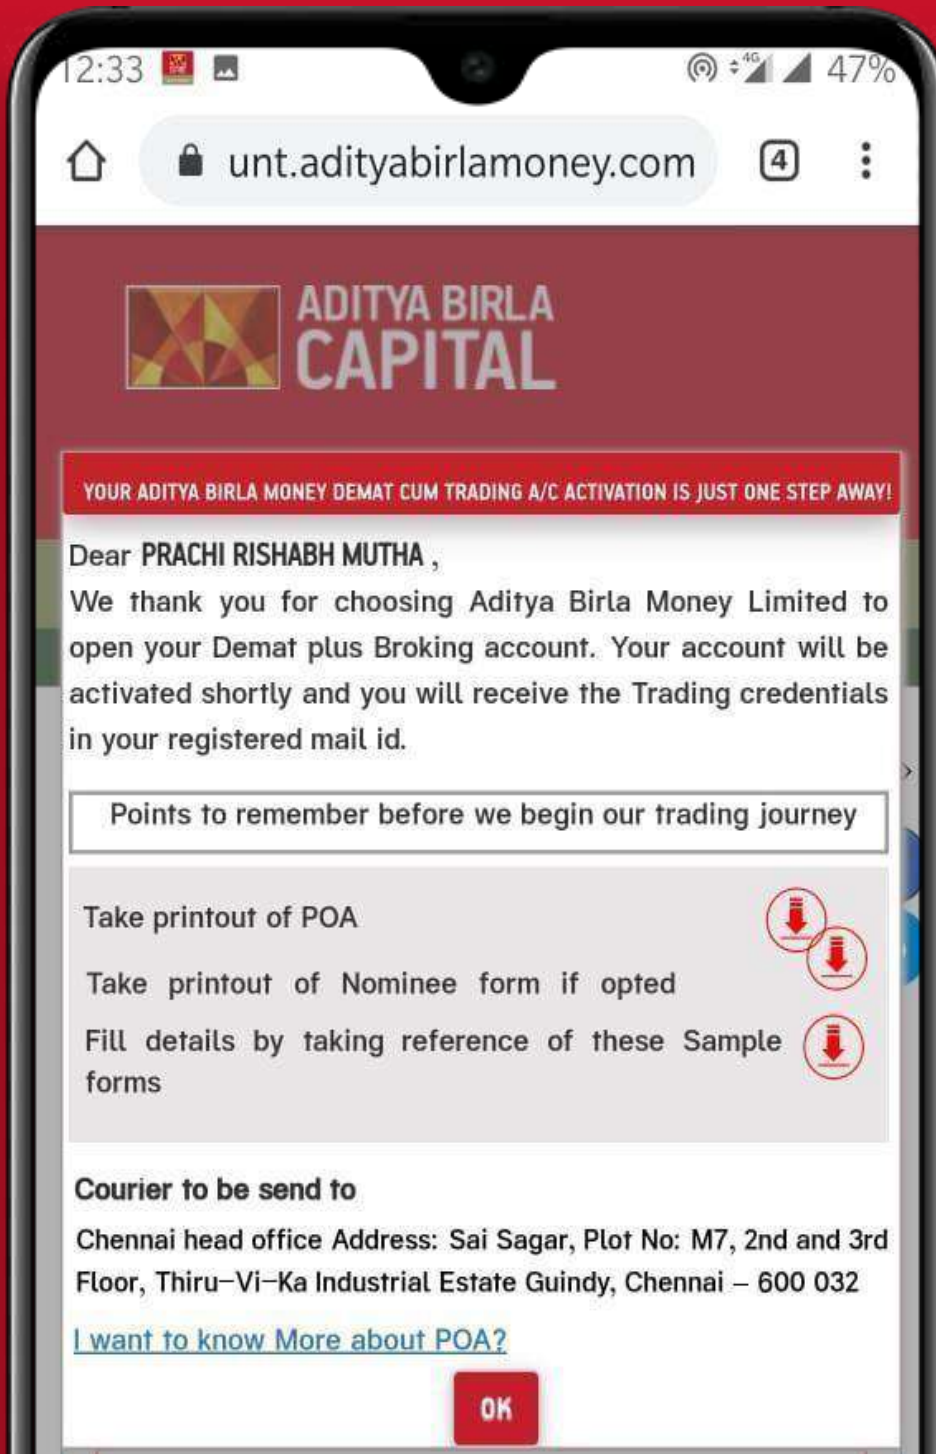 12:33 4G 47%
unt.adityabirlamoney.com 4
ADITYA BIRLA
CAPITAL
YOUR ADITYA BIRLA MONEY DEMAT CUM TRADING A/C ACTIVATION IS JUST ONE STEP AWAY!
Dear PRACHI RISHABH MUTHA ,
We thank you for choosing Aditya Birla Money Limited to
open your Demat plus Broking account. Your account will be
activated shortly and you will receive the Trading credentials
in your registered mail id.
Points to remember before we begin our trading journey
Take printout of POA
Take printout of Nominee form if opted
Fill details by taking reference of these Sample
forms
Courier to be send to
Chennai head office Address: Sai Sagar, Plot No: M7, 2nd and 3rd
Floor, Thiru-Vi-Ka Industrial Estate Guindy, Chennai – 600 032
I want to know More about POA?
OK